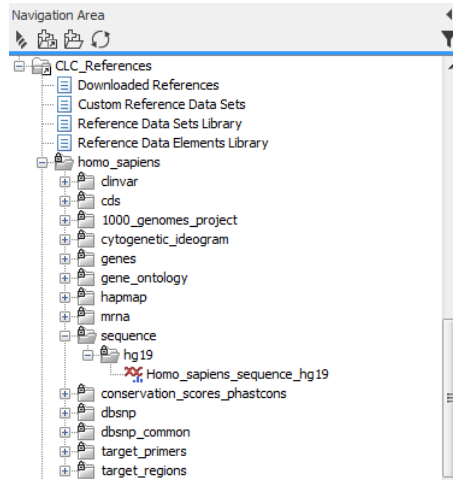 Navigation Area
CLC_References
Downloaded References
Custom Reference Data Sets
Reference Data Sets Library
Reference Data Elements Library
homo_sapiens
clinvar
cds
1000_genomes_project
cytogenetic_ideogram
genes
gene_ontology
hapmap
mrna
sequence
hg19
Homo_sapiens_sequence_hg19
conservation_scores_phastcons
dbsnp
dbsnp_common
target_primers
target_regions